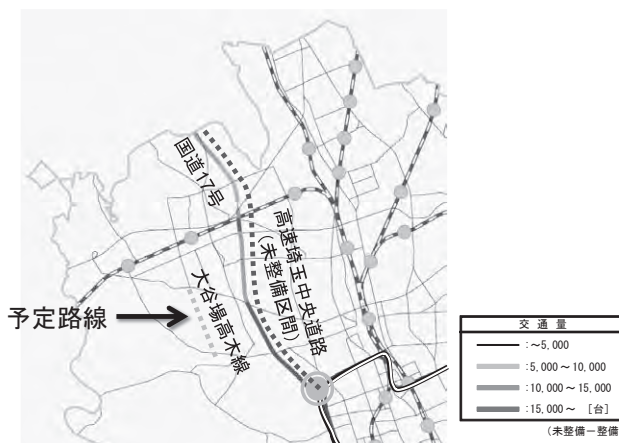 国道17号
高速埼玉中央道路
(未整備区間)
大谷場高木線
予定路線
交通量
:~5,000
:5,000~10,000
:10,000~15,000
:15,000~ [台]
(未整備-整備